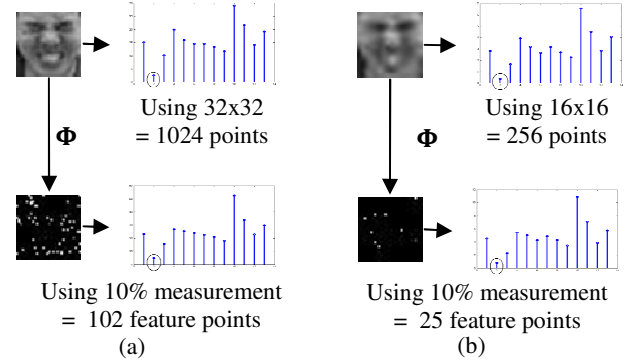 Using 32x32
= 1024 points
Φ
Using 10% measurement
= 102 feature points
(a)
Using 16x16
= 256 points
Φ
Using 10% measurement
= 25 feature points
(b)